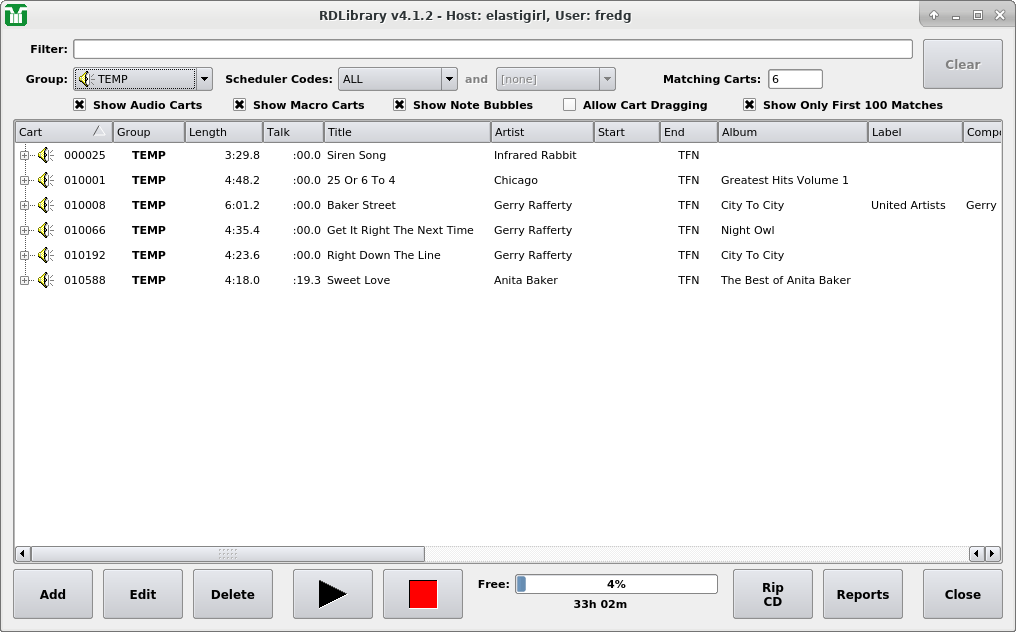 RDLibrary v4.1.2 - Host: elastigirl, User: fredg
Filter:
Clear
Group: TEMP Scheduler Codes: ALL and [none] Matching Carts: 6
Show Audio Carts Show Macro Carts Show Note Bubbles Allow Cart Dragging Show Only First 100 Matches
Cart Group Length Talk Title Artist Start End Album Label Compo
000025 TEMP 3:29.8 :00.0 Siren Song Infrared Rabbit TFN
010001 TEMP 4:48.2 :00.0 25 Or 6 To 4 Chicago TFN Greatest Hits Volume 1
010008 TEMP 6:01.2 :00.0 Baker Street Gerry Rafferty TFN City To City United Artists Gerry
010066 TEMP 4:35.4 :00.0 Get It Right The Next Time Gerry Rafferty TFN Night Owl
010192 TEMP 4:23.6 :00.0 Right Down The Line Gerry Rafferty TFN City To City
010588 TEMP 4:18.0 :19.3 Sweet Love Anita Baker TFN The Best of Anita Baker
Add Edit Delete Free: 4% Rip CD Reports Close
33h 02m